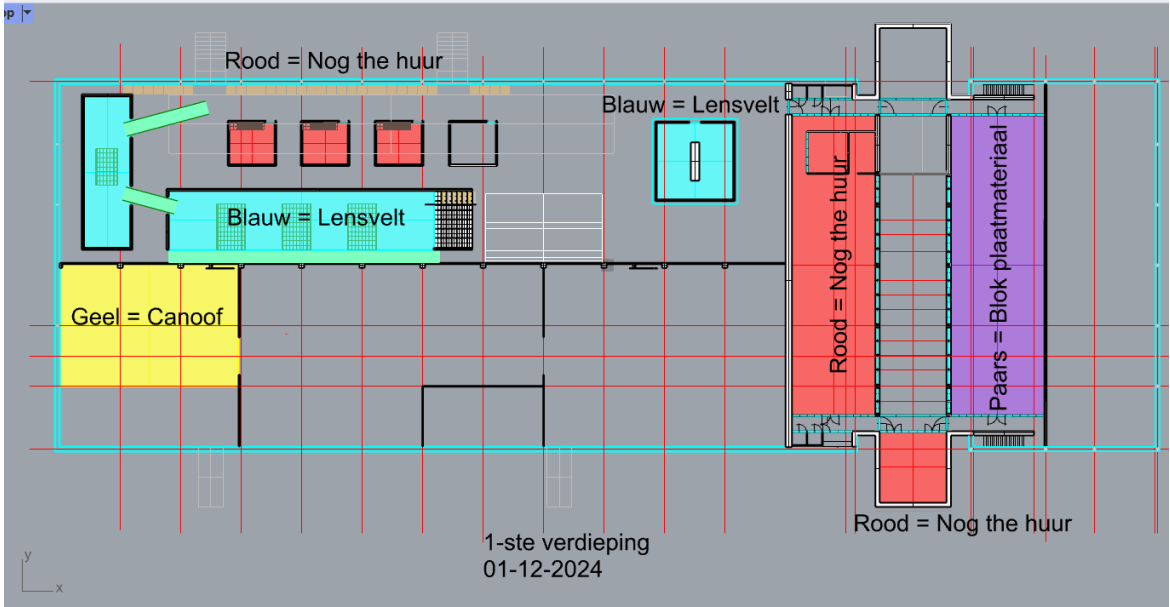 op
Rood = Nog the huur
Blauw = Lensvelt
Blauw = Lensvelt
Geel = Canoof
Rood = Nog the huur
Paars = Blok plaatmateriaal
Rood = Nog the huur
1-ste verdieping
01-12-2024
y
x